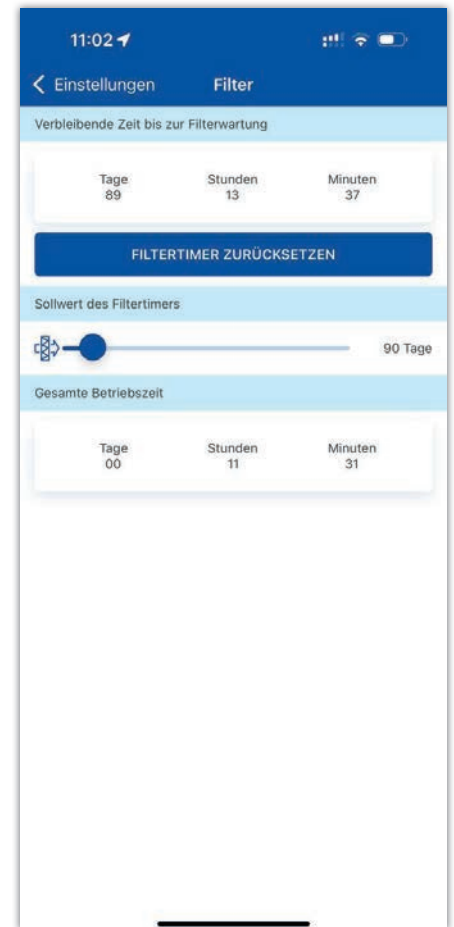 11:02
Einstellungen
Filter
Verbleibende Zeit bis zur Filterwartung
Tage Stunden Minuten
89 13 37
FILTERTIMER ZURÜCKSETZEN
Sollwert des Filtertimers
90 Tage
Gesamte Betriebszeit
Tage Stunden Minuten
00 11 31